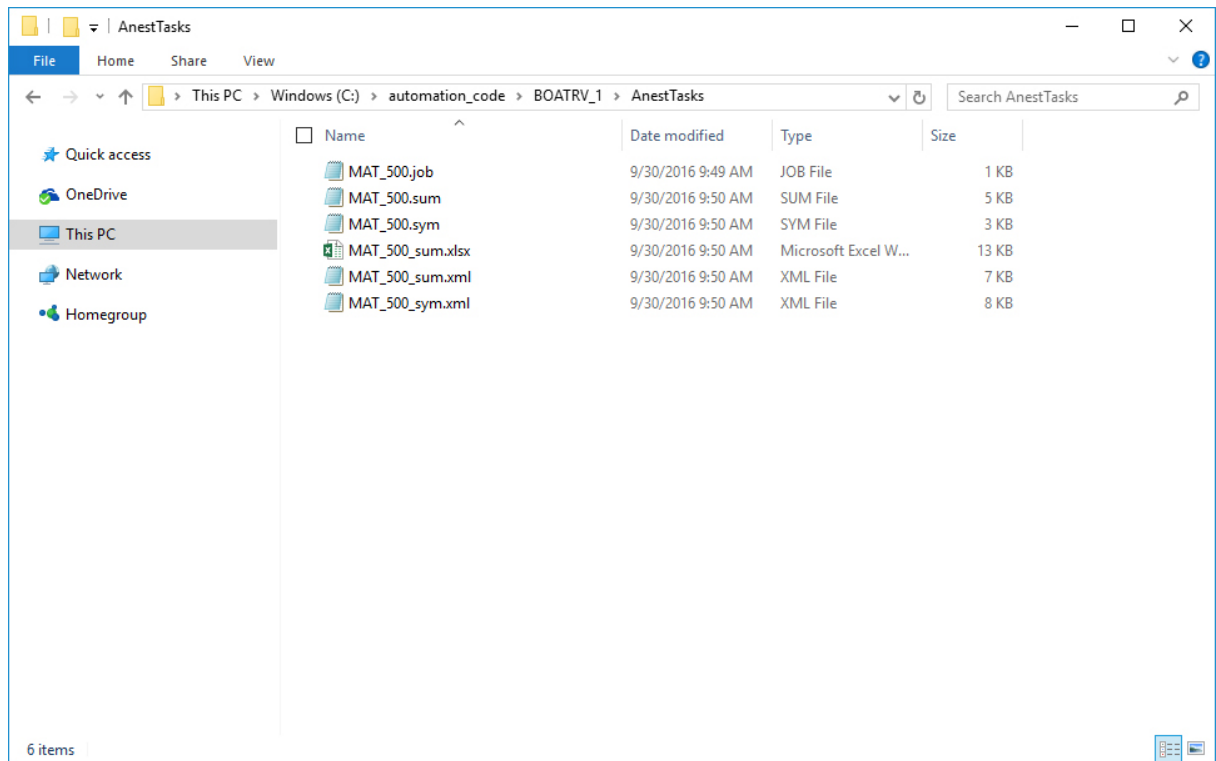 AnestTasks
File Home Share View
This PC Windows (C:) automation_code BOATRV_1 AnestTasks Search AnestTasks
Name Date modified Type Size
Quick access
OneDrive
This PC
Network
Homegroup
MAT_500.job 9/30/2016 9:49 AM JOB File 1 KB
MAT_500.sum 9/30/2016 9:50 AM SUM File 5 KB
MAT_500.sym 9/30/2016 9:50 AM SYM File 3 KB
MAT_500_sum.xlsx 9/30/2016 9:50 AM Microsoft Excel W... 13 KB
MAT_500_sum.xml 9/30/2016 9:50 AM XML File 7 KB
MAT_500_sym.xml 9/30/2016 9:50 AM XML File 8 KB
6 items